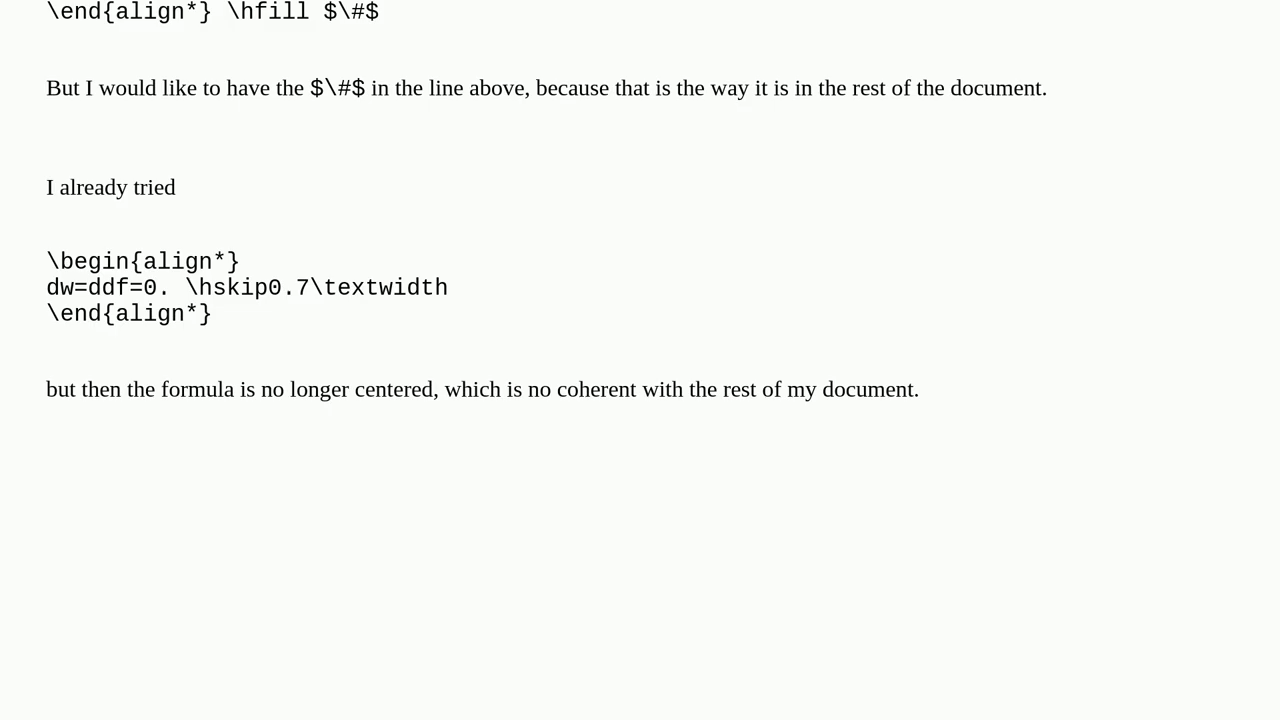 \end{align*} \hfill $\#$
But I would like to have the $\#$ in the line above, because that is the way it is in the rest of the document.
I already tried
\begin{align*}
dw=ddf=0. \hskip0.7\textwidth
\end{align*}
but then the formula is no longer centered, which is no coherent with the rest of my document.